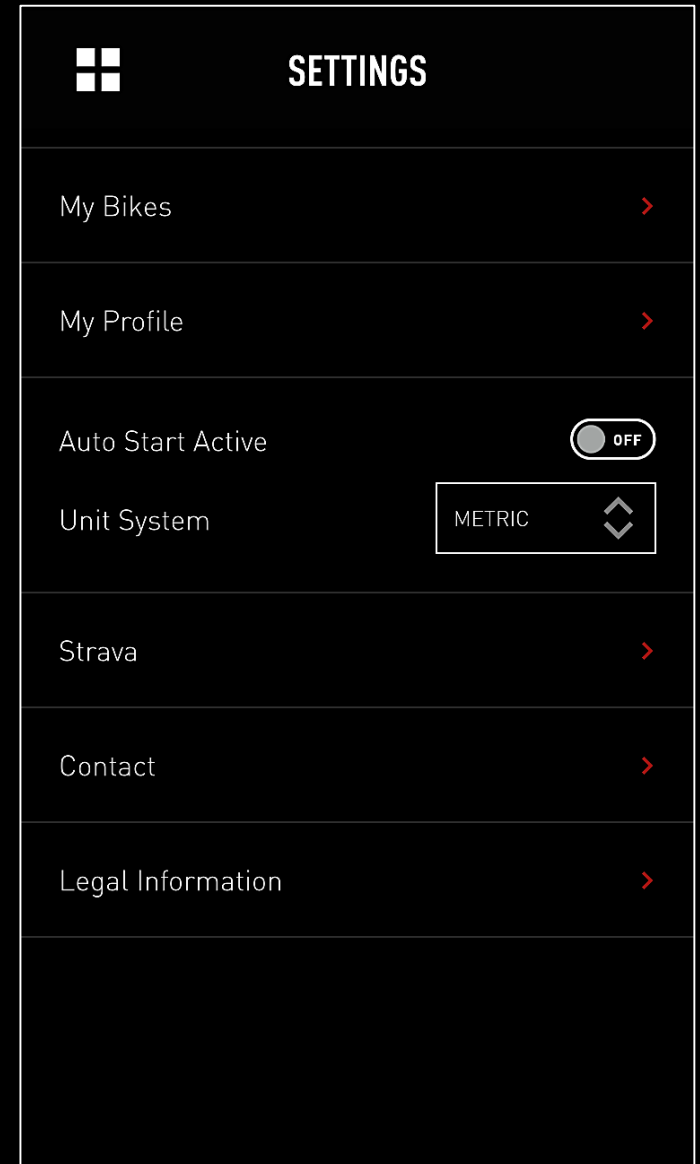 SETTINGS
My Bikes
My Profile
Auto Start Active
OFF
Unit System
METRIC
Strava
Contact
Legal Information